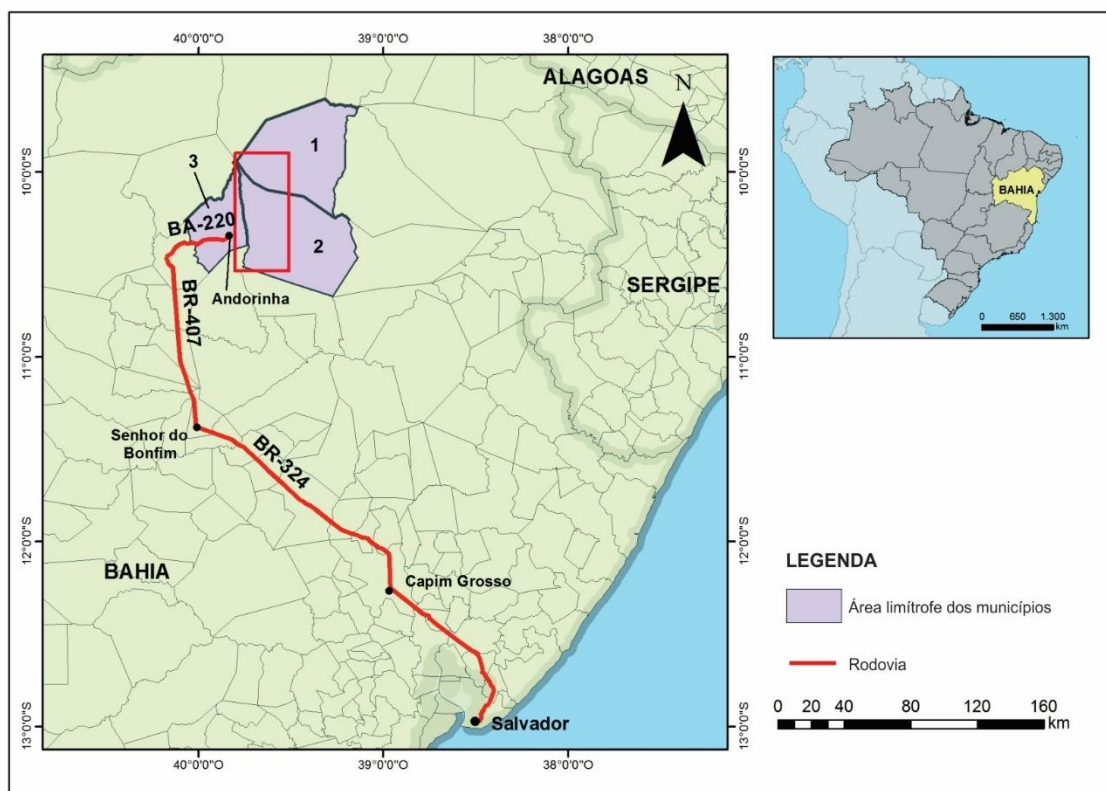 40°0'0"O
39°0'0"O
38°0'0"O
ALAGOAS
N
10°0'0"S
1
3
BA-220
2
Andorinha
SERGIPE
BR-407
11°0'0"S
Senhor do
Bonfim
BR-324
12°0'0"S
BAHIA
Capim Grosso
Salvador
13°0'0"S
40°0'0"O
39°0'0"O
38°0'0"O
10°0'0"S
11°0'0"S
12°0'0"S
13°0'0"S
BAHIA
0 650 1.300
km
LEGENDA
Área limítrofe dos municípios
Rodovia
0 20 40 80 120 160
km